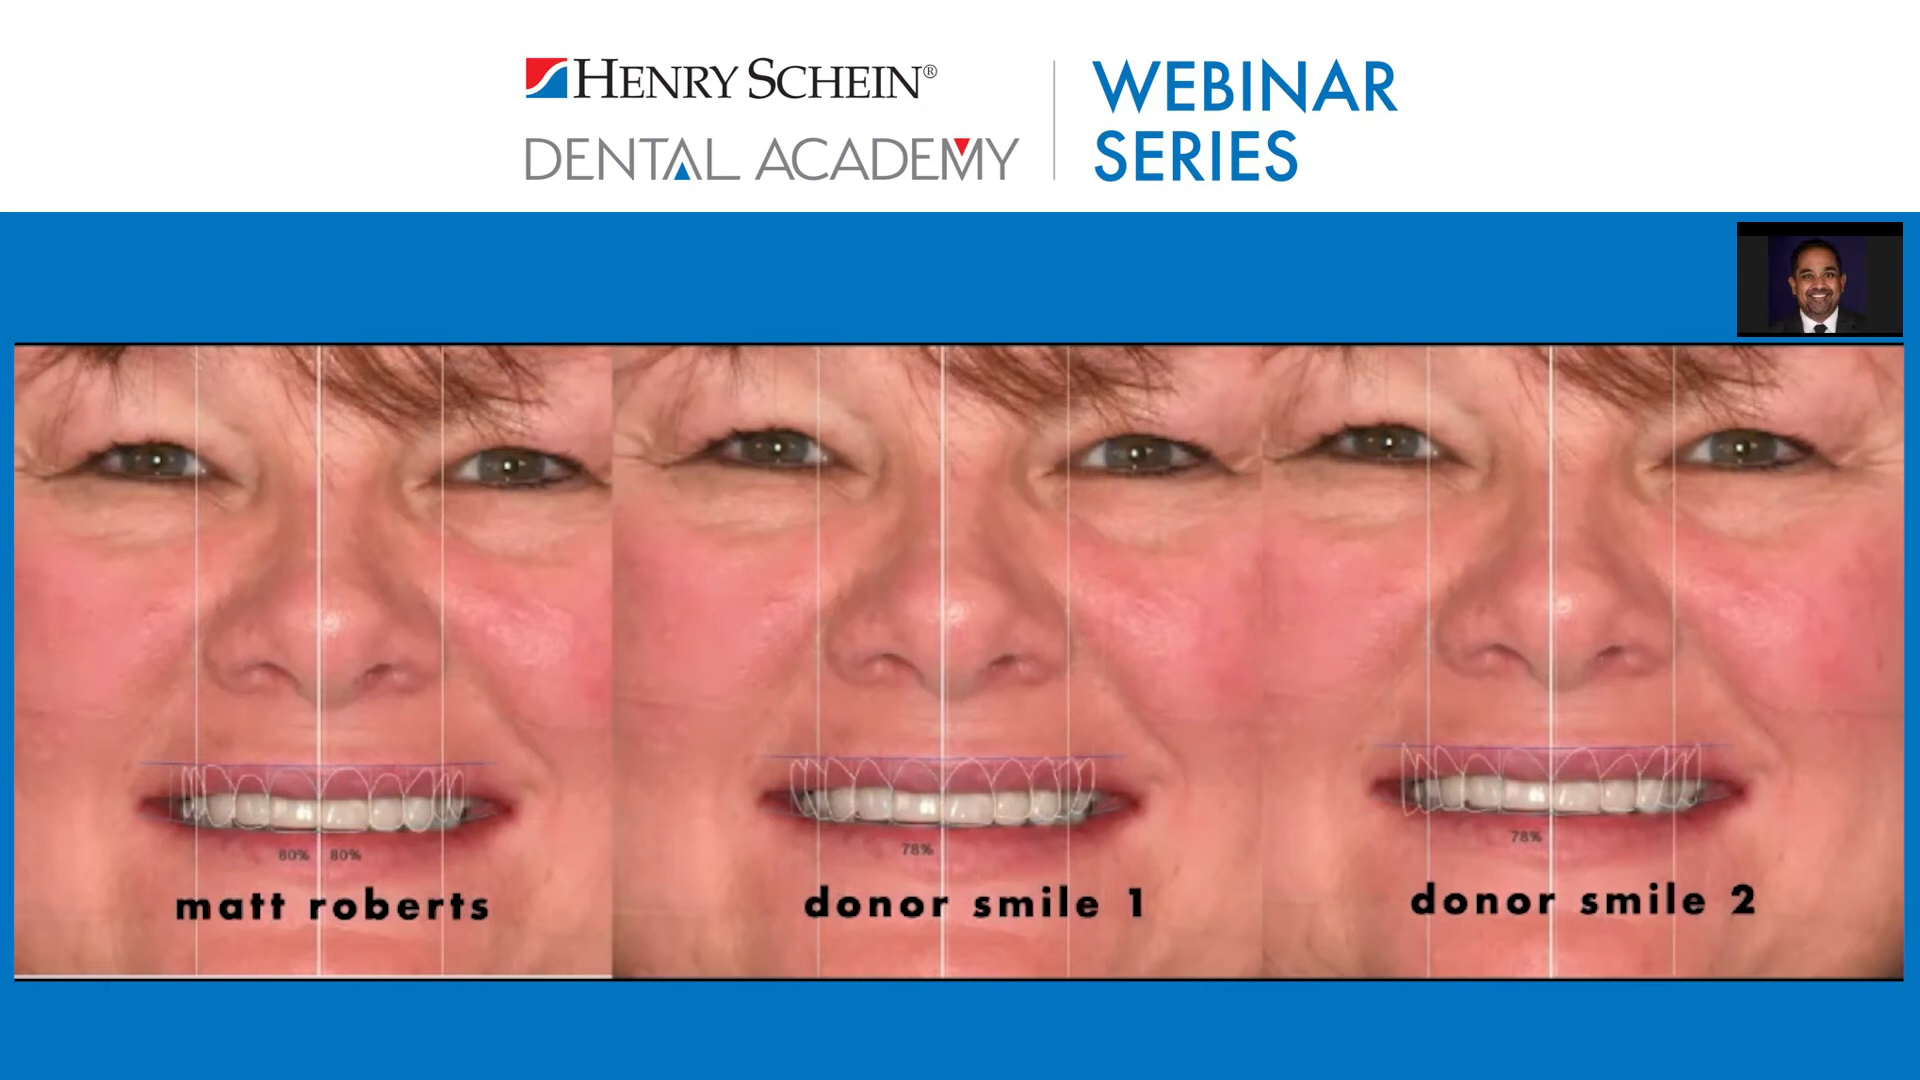 HENRY SCHEIN®
DENTAL ACADEMY
WEBINAR
SERIES
80% 80%
matt roberts
78%
donor smile 1
78%
donor smile 2